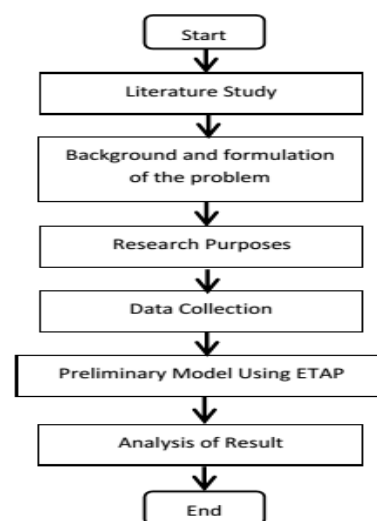 Start
Literature Study
Background and formulation
of the problem
Research Purposes
Data Collection
Preliminary Model Using ETAP
Analysis of Result
End